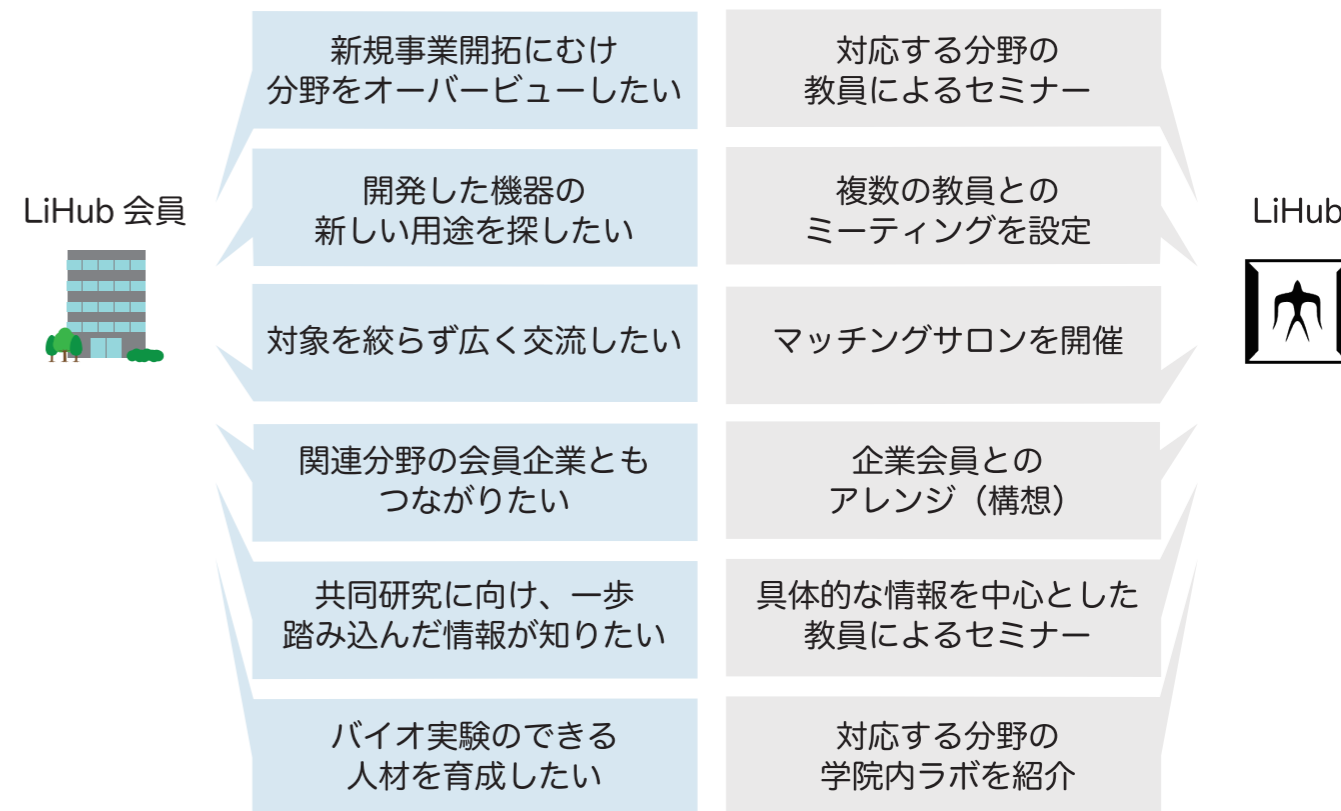 LiHub 会員
新規事業開拓にむけ
分野をオーバービューしたい
対応する分野の
教員によるセミナー
開発した機器の
新しい用途を探したい
複数の教員との
ミーティングを設定
対象を絞らず広く交流したい
マッチングサロンを開催
関連分野の会員企業とも
つながりたい
企業会員との
アレンジ（構想）
共同研究に向け、一歩
踏み込んだ情報が知りたい
具体的な情報を中心とした
教員によるセミナー
バイオ実験のできる
人材を育成したい
対応する分野の
学院内ラボを紹介
LiHub